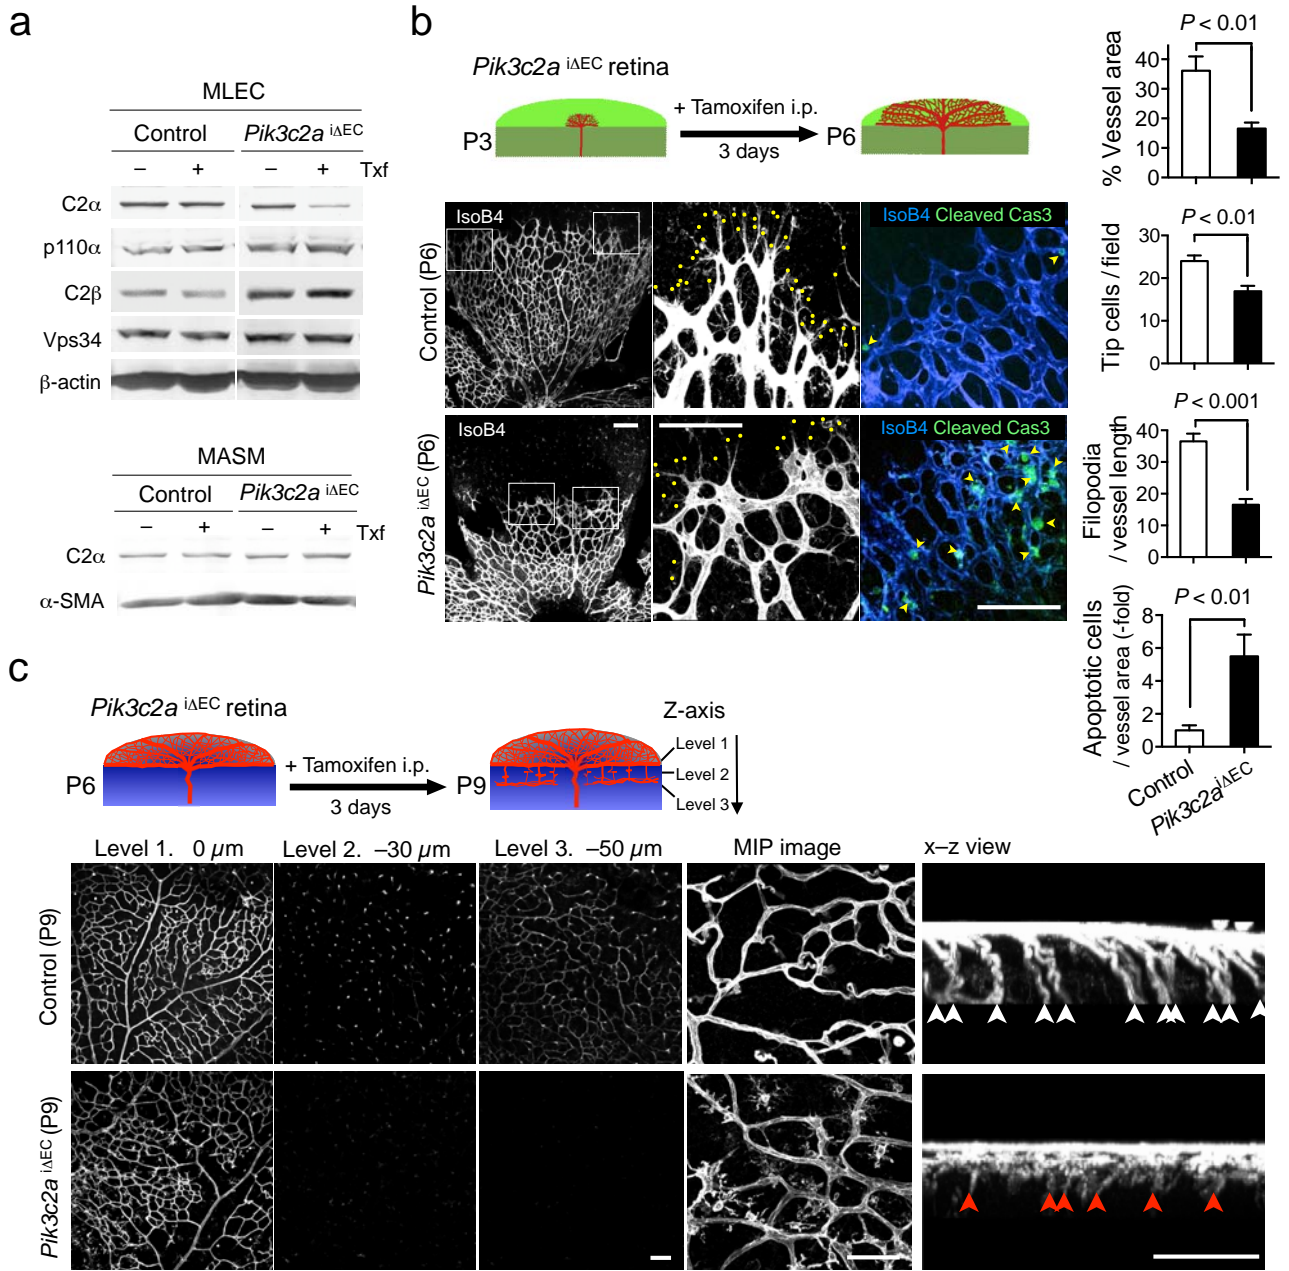 a
MLEC
Control Pik3c2a iΔEC
– + – + Txf
C2α
p110α
C2β
Vps34
β-actin
MASM
Control Pik3c2a iΔEC
– + – + Txf
C2α
α-SMA
b
Pik3c2a iΔEC retina
P3
+ Tamoxifen i.p.
3 days
P6
Control (P6)
IsoB4
IsoB4 Cleaved Cas3
Pik3c2a iΔEC (P6)
IsoB4
IsoB4 Cleaved Cas3
P < 0.01
% Vessel area
40
30
20
10
0
P < 0.01
Tip cells / field
30
20
10
0
P < 0.001
Filopodia
/ vessel length
40
30
20
10
0
P < 0.01
Apoptotic cells
/ vessel area (-fold)
8
6
4
2
0
Control
Pik3c2a iΔEC
c
Pik3c2a iΔEC retina
P6
+ Tamoxifen i.p.
3 days
P9
Z-axis
Level 1
Level 2
Level 3
Level 1. 0 μm
Level 2. –30 μm
Level 3. –50 μm
MIP image
x–z view
Control (P9)
Pik3c2a iΔEC (P9)